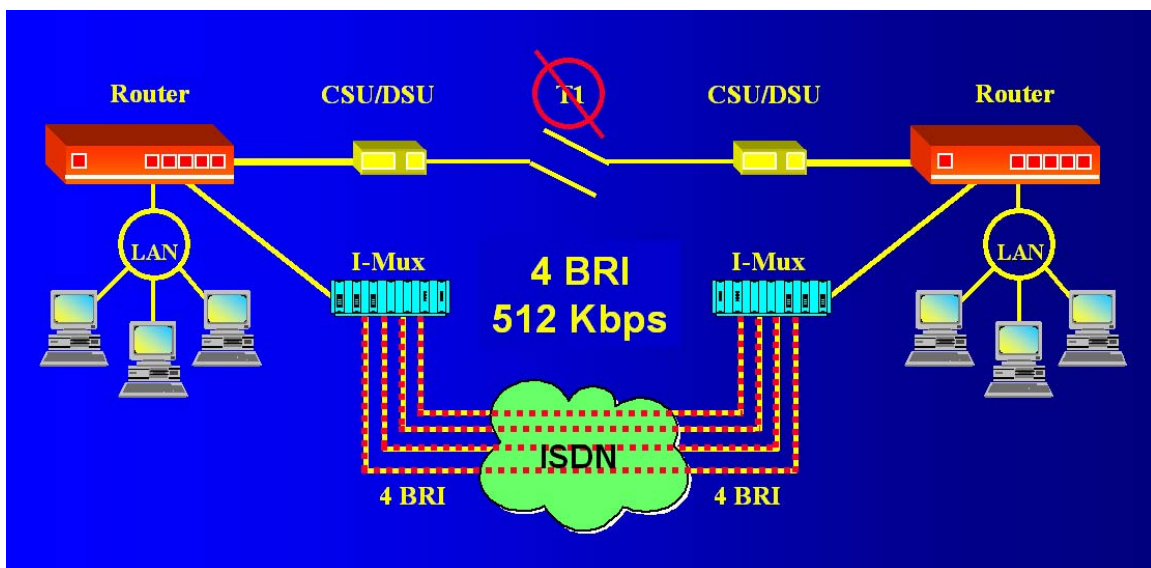 Router
CSU/DSU
T1
CSU/DSU
Router
LAN
LAN
I-Mux
4 BRI
512 Kbps
I-Mux
ISDN
4 BRI
4 BRI